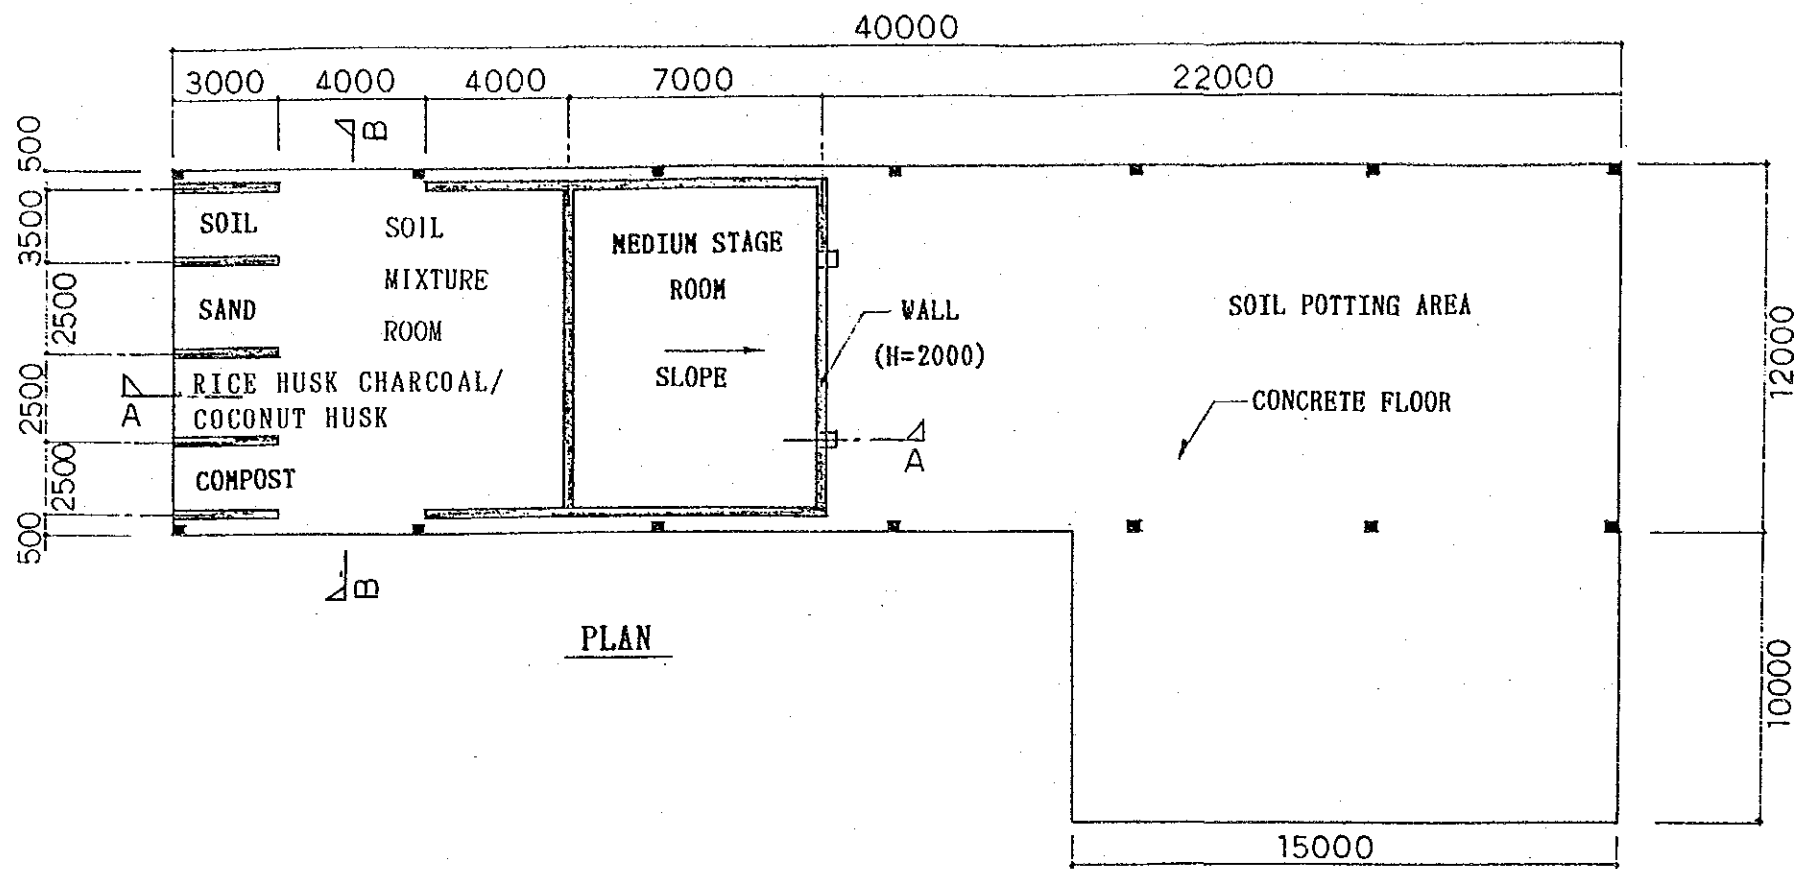 40000
3000 4000 4000 7000 22000
B
500
3500
2500
2500
2500
500
SOIL
SAND
RICE HUSK CHARCOAL/
COCONUT HUSK
COMPOST
A
SOIL
MIXTURE
ROOM
MEDIUM STAGE
ROOM
SLOPE
WALL
(H=2000)
A
SOIL POTTING AREA
CONCRETE FLOOR
12000
10000
B
PLAN
15000